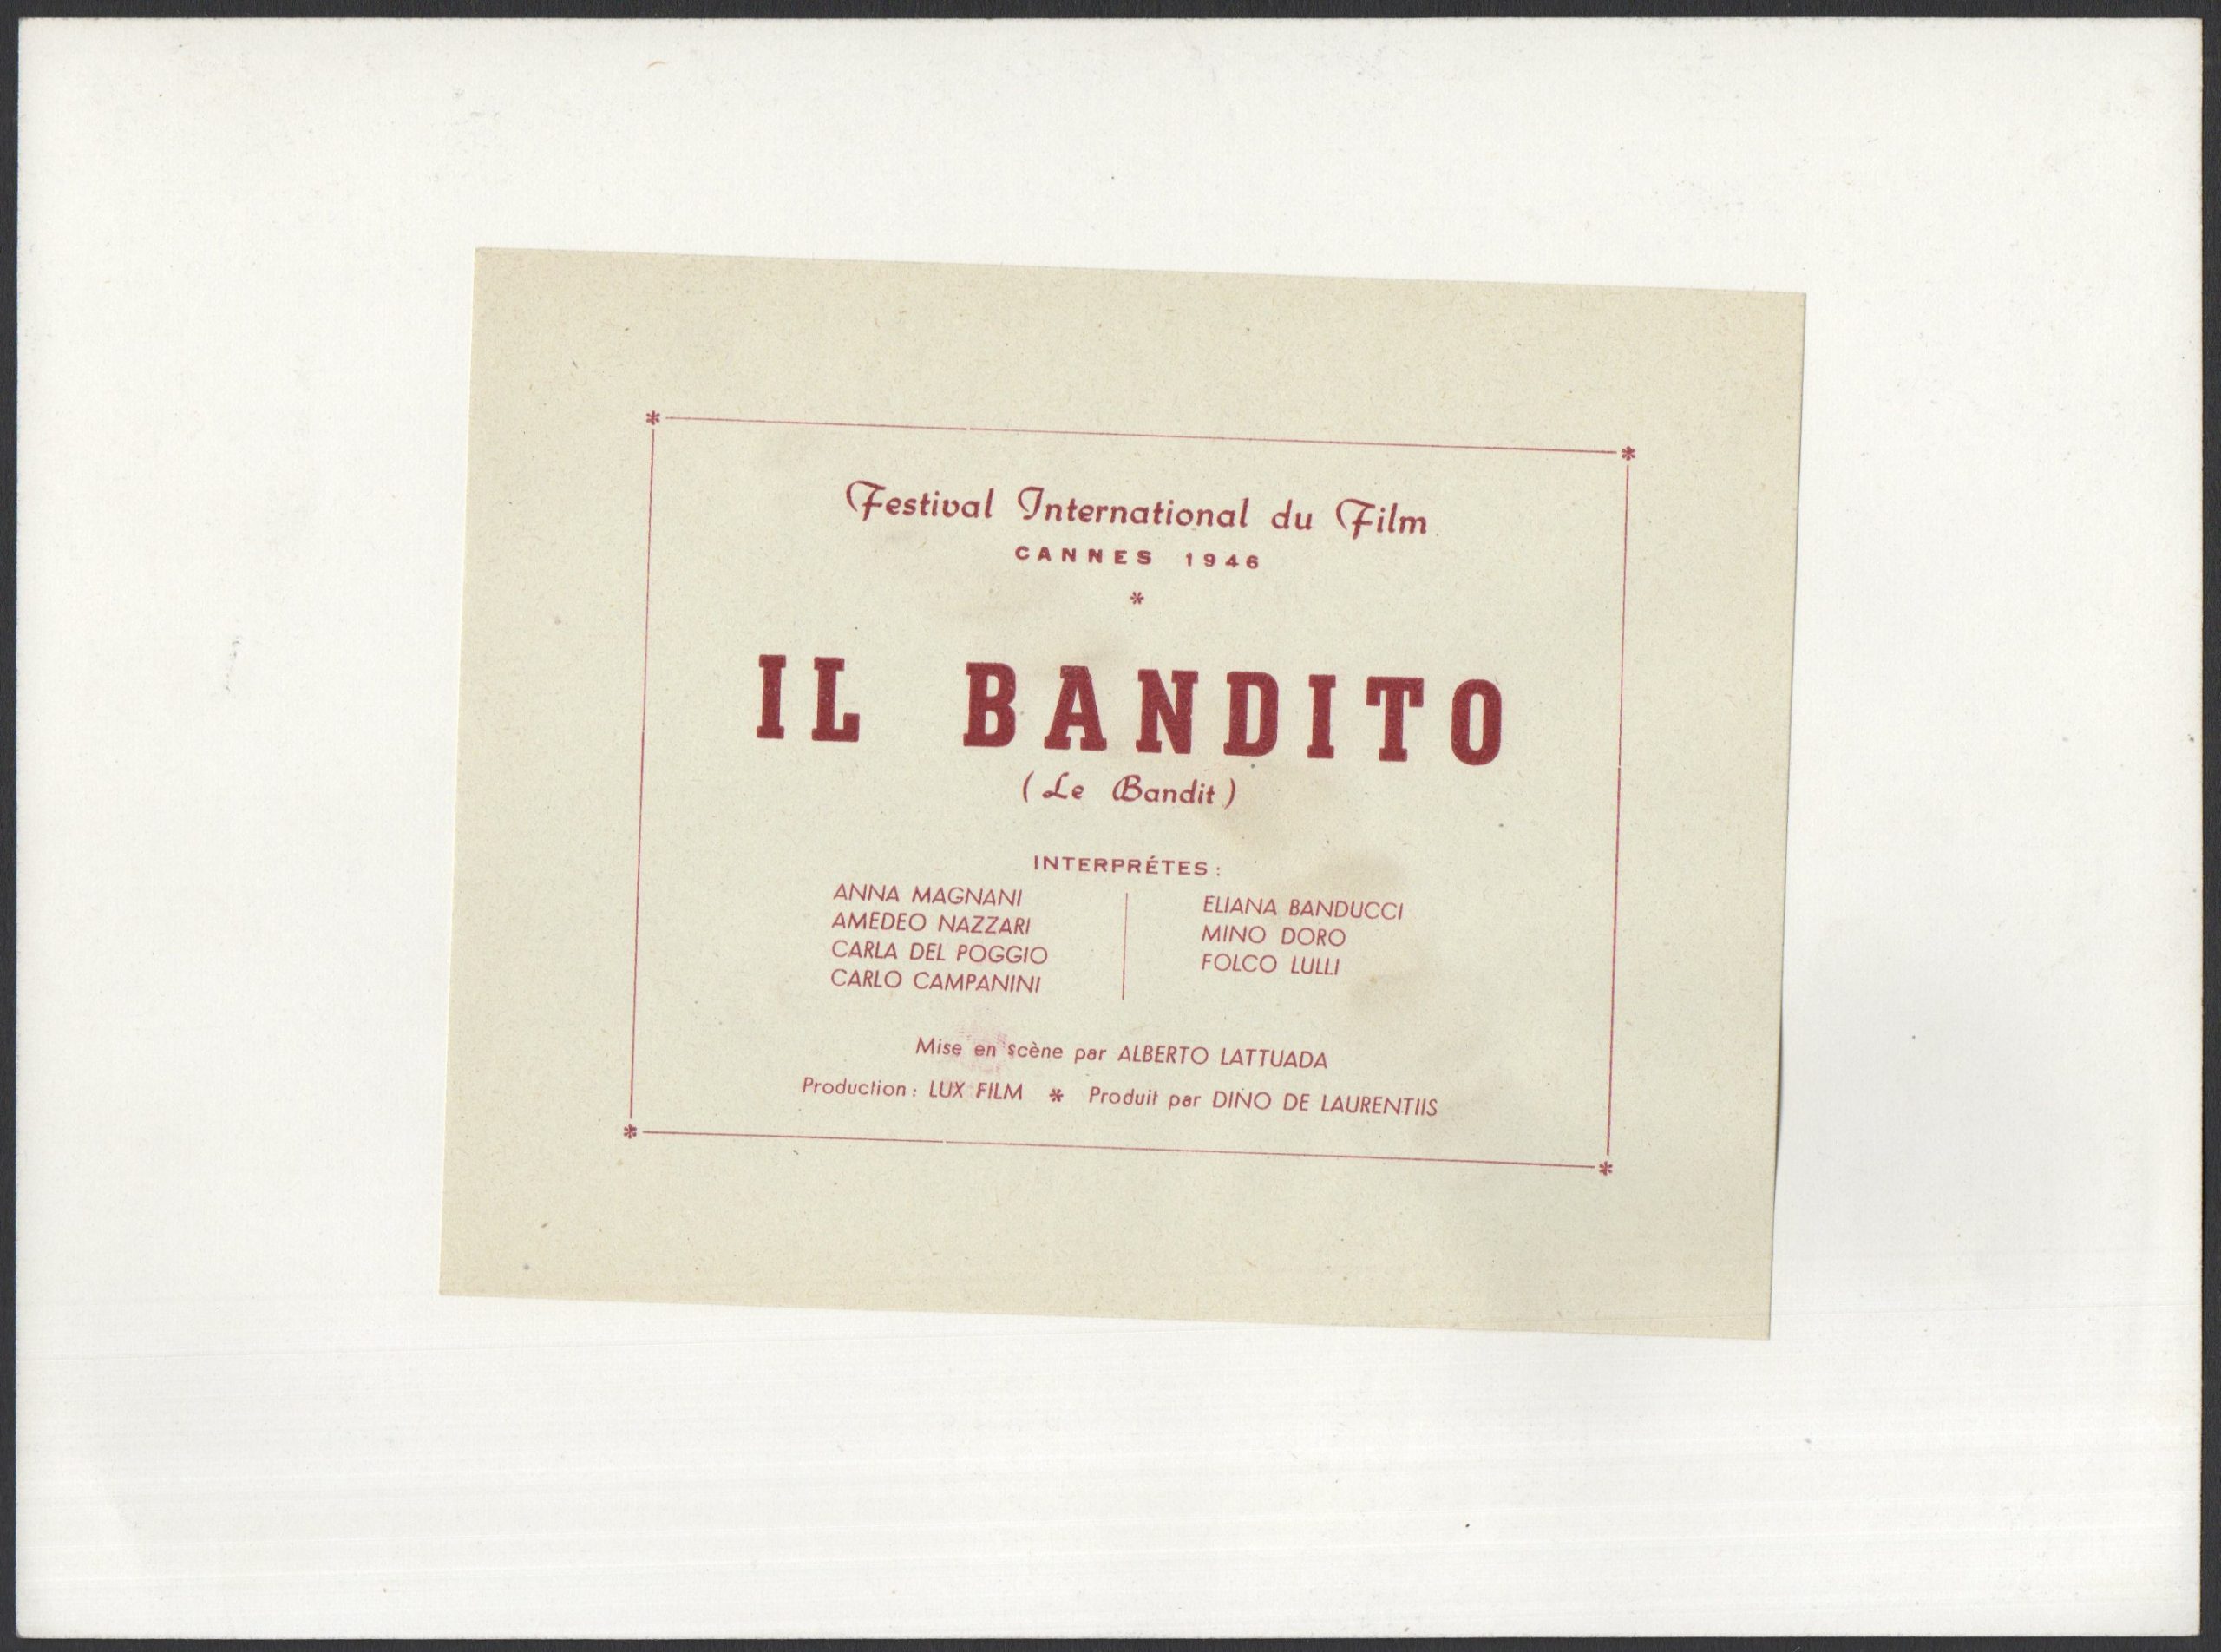 Festival International du Film
CANNES 1946
*
IL BANDITO
(Le Bandit)
INTERPRÉTES :
ANNA MAGNANI
AMEDEO NAZZARI
CARLA DEL POGGIO
CARLO CAMPANINI
ELIANA BANDUCCI
MINO DORO
FOLCO LULLI
Mise en scène par ALBERTO LATTUADA
Production : LUX FILM * Produit par DINO DE LAURENTIIS